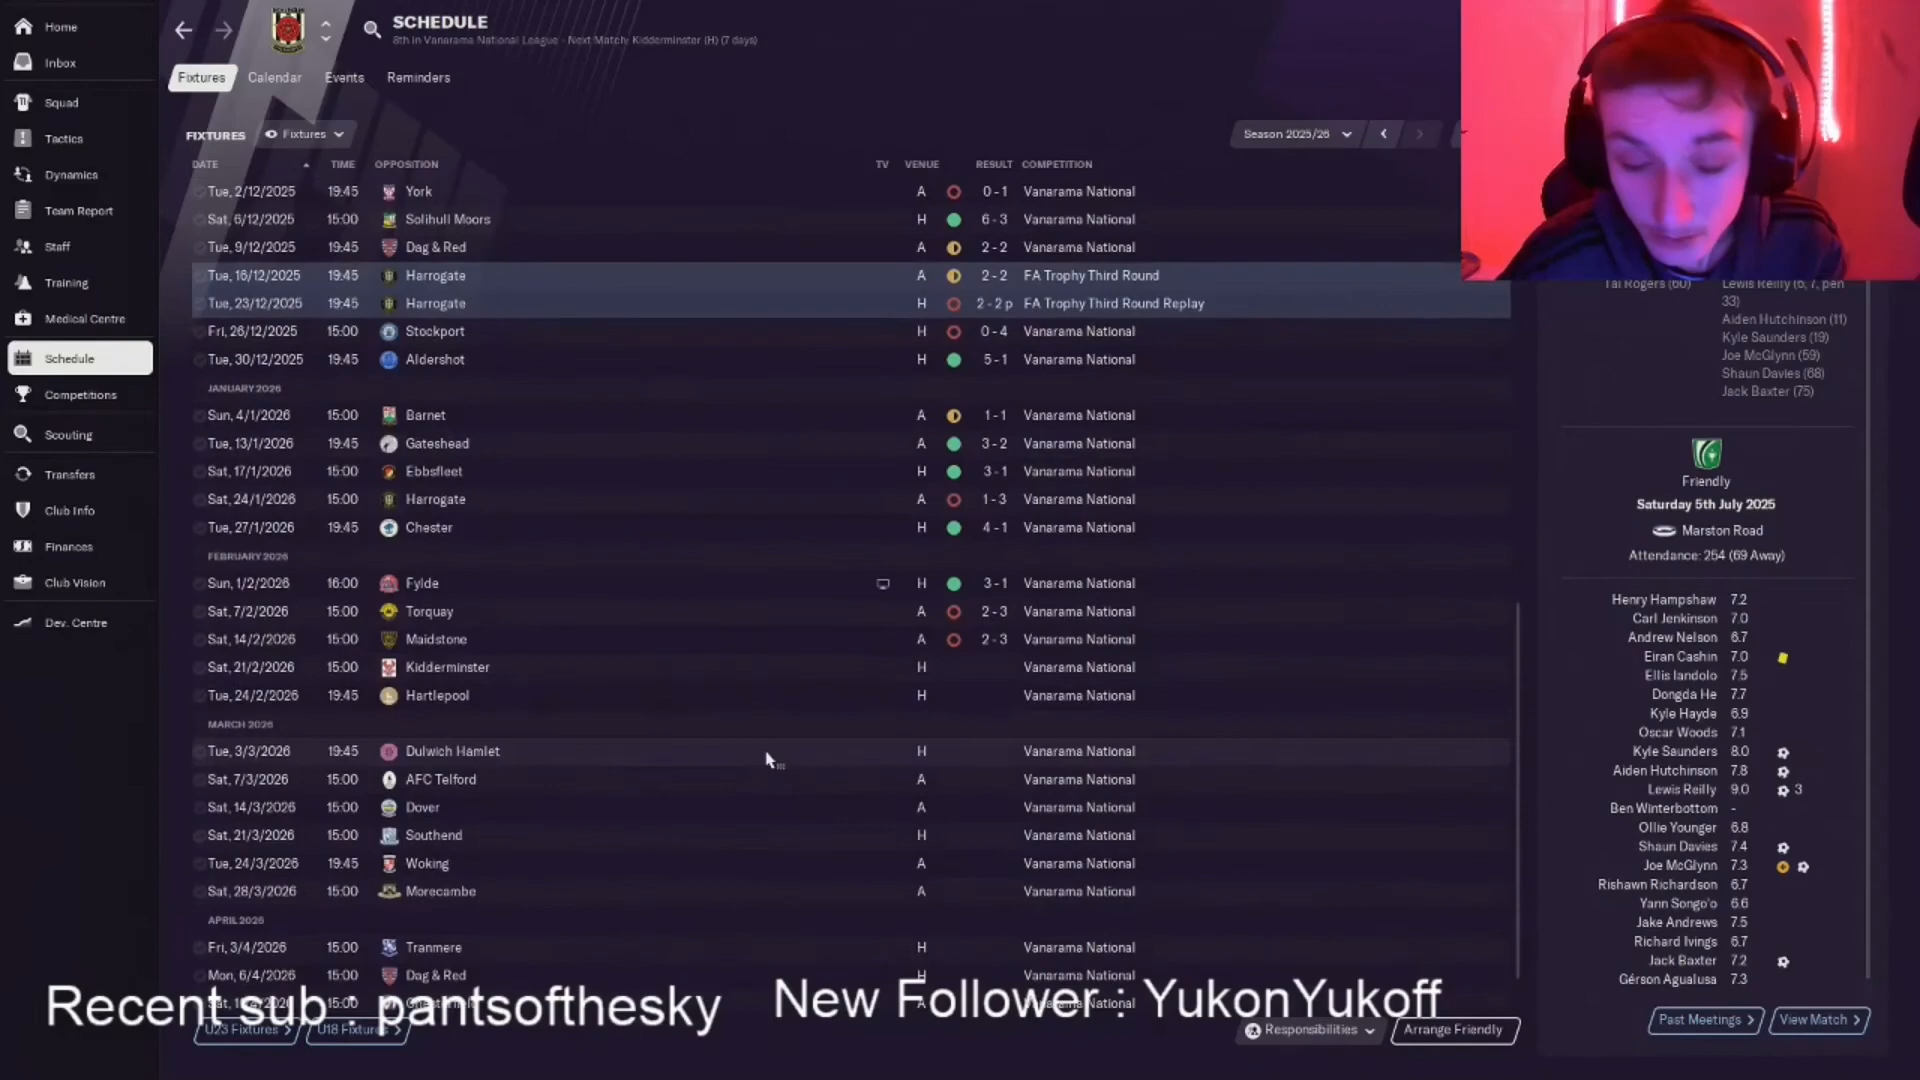 Home
Inbox
Squad
Tactics
Dynamics
Team Report
Staff
Training
Medical Centre
Schedule
Competitions
Scouting
Transfers
Club Info
Finances
Club Vision
Dev. Centre
SCHEDULE
8th in Vanarama National League - Next Match: Kidderminster (H) (7 days)
Fixtures Calendar Events Reminders
FIXTURES Fixtures Season 2025/26
DATE TIME OPPOSITION TV VENUE RESULT COMPETITION
Tue, 2/12/2025 19:45 York A 0 - 1 Vanarama National
Sat, 6/12/2025 15:00 Solihull Moors H 6 - 3 Vanarama National
Tue, 9/12/2025 19:45 Dag & Red A 2 - 2 Vanarama National
Tue, 16/12/2025 19:45 Harrogate A 2 - 2 FA Trophy Third Round
Tue, 23/12/2025 19:45 Harrogate H 2 - 2 p FA Trophy Third Round Replay
Fri, 26/12/2025 15:00 Stockport H 0 - 4 Vanarama National
Tue, 30/12/2025 19:45 Aldershot H 5 - 1 Vanarama National
JANUARY 2026
Sun, 4/1/2026 15:00 Barnet A 1 - 1 Vanarama National
Tue, 13/1/2026 19:45 Gateshead A 3 - 2 Vanarama National
Sat, 17/1/2026 15:00 Ebbsfleet H 3 - 1 Vanarama National
Sat, 24/1/2026 15:00 Harrogate A 1 - 3 Vanarama National
Tue, 27/1/2026 19:45 Chester H 4 - 1 Vanarama National
FEBRUARY 2026
Sun, 1/2/2026 16:00 Fylde H 3 - 1 Vanarama National
Sat, 7/2/2026 15:00 Torquay A 2 - 3 Vanarama National
Sat, 14/2/2026 15:00 Maidstone A 2 - 3 Vanarama National
Sat, 21/2/2026 15:00 Kidderminster H Vanarama National
Tue, 24/2/2026 19:45 Hartlepool H Vanarama National
MARCH 2026
Tue, 3/3/2026 19:45 Dulwich Hamlet H Vanarama National
Sat, 7/3/2026 15:00 AFC Telford A Vanarama National
Sat, 14/3/2026 15:00 Dover A Vanarama National
Sat, 21/3/2026 15:00 Southend H Vanarama National
Tue, 24/3/2026 19:45 Woking A Vanarama National
Sat, 28/3/2026 15:00 Morecambe A Vanarama National
APRIL 2026
Fri, 3/4/2026 15:00 Tranmere H Vanarama National
Mon, 6/4/2026 15:00 Dag & Red H Vanarama National
15:00 A
Recent sub : pantsofthesky New Follower : YukonYukoff
U23 Fixtures U18 Fixtures Responsibilities Arrange Friendly
Tai Rogers (60)
Lewis Reilly (6, 7, pen
33)
Aiden Hutchinson (11)
Kyle Saunders (19)
Joe McGlynn (59)
Shaun Davies (68)
Jack Baxter (75)
Friendly
Saturday 5th July 2025
Marston Road
Attendance: 254 (69 Away)
Henry Hampshaw 7.2
Carl Jenkinson 7.0
Andrew Nelson 6.7
Eiran Cashin 7.0
Ellis Iandolo 7.5
Dongda He 7.7
Kyle Hayde 6.9
Oscar Woods 7.1
Kyle Saunders 8.0
Aiden Hutchinson 7.8
Lewis Reilly 9.0 3
Ben Winterbottom -
Ollie Younger 6.8
Shaun Davies 7.4
Joe McGlynn 7.3
Rishawn Richardson 6.7
Yann Songo'o 6.6
Jake Andrews 7.5
Richard Ivings 6.7
Jack Baxter 7.2
Gérson Agualusa 7.3
Past Meetings View Match